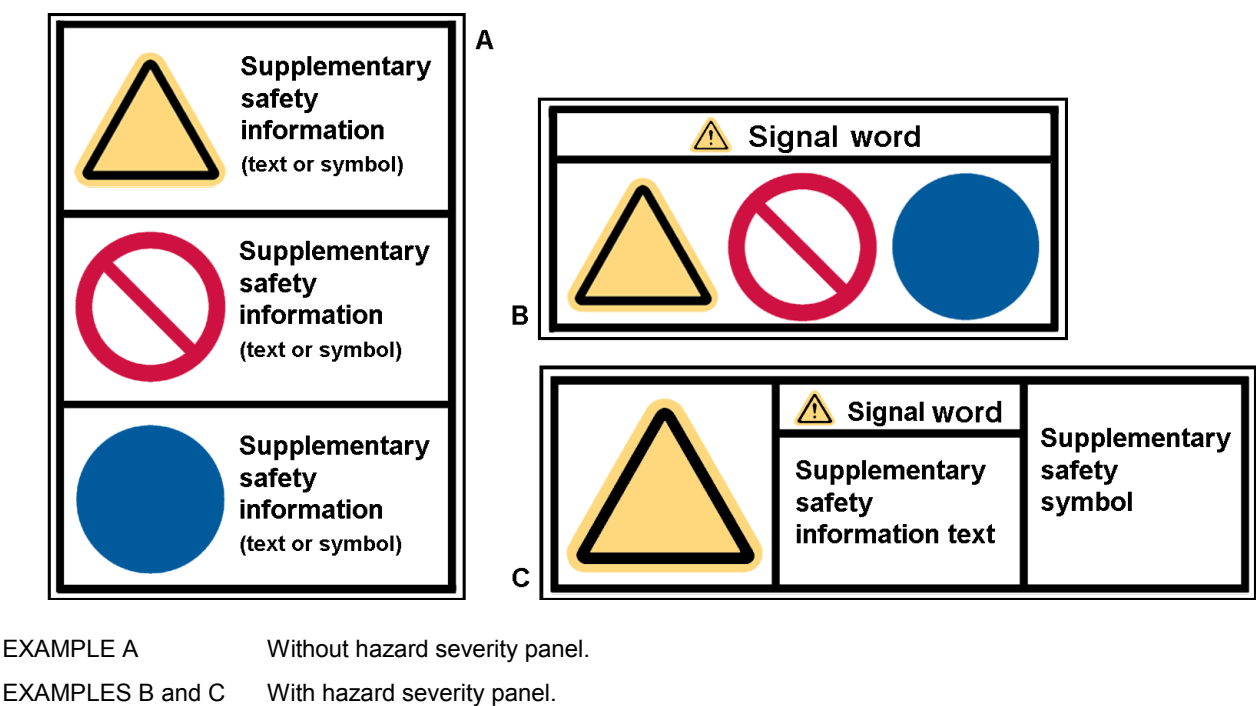 A
Supplementary
safety
information
(text or symbol)
Supplementary
safety
information
(text or symbol)
Supplementary
safety
information
(text or symbol)
Signal word
B
Signal word
Supplementary
safety
information text
Supplementary
safety
symbol
C
EXAMPLE A Without hazard severity panel.
EXAMPLES B and C With hazard severity panel.